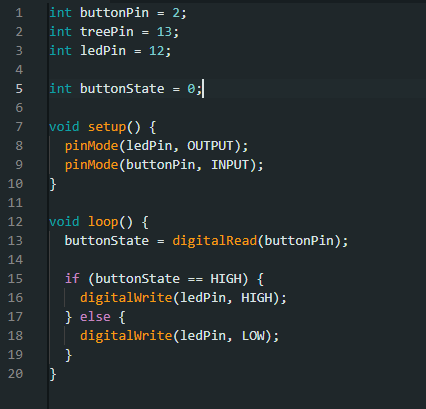 1 int buttonPin = 2;
2 int treePin = 13;
3 int ledPin = 12;
4
5 int buttonState = 0;
6
7 void setup() {
8   pinMode(ledPin, OUTPUT);
9   pinMode(buttonPin, INPUT);
10 }
11
12 void loop() {
13   buttonState = digitalRead(buttonPin);
14
15   if (buttonState == HIGH) {
16     digitalWrite(ledPin, HIGH);
17   } else {
18     digitalWrite(ledPin, LOW);
19   }
20 }